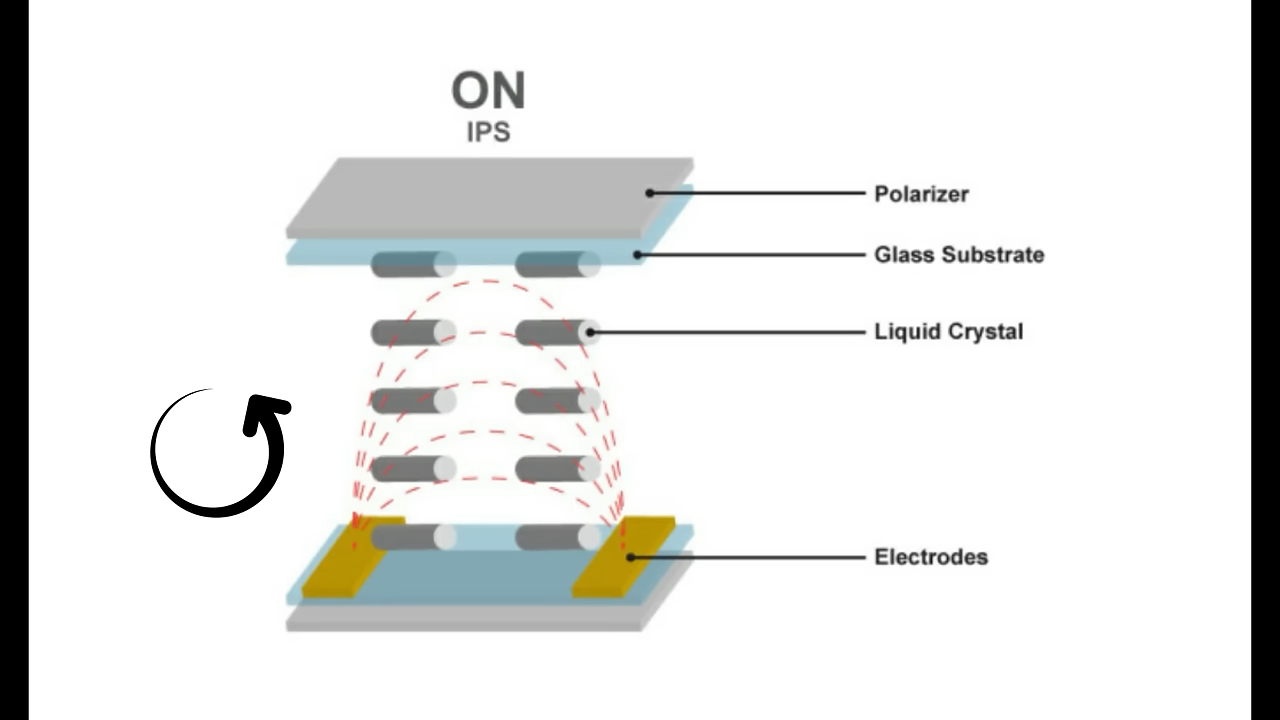 ON
IPS
Polarizer
Glass Substrate
Liquid Crystal
Electrodes